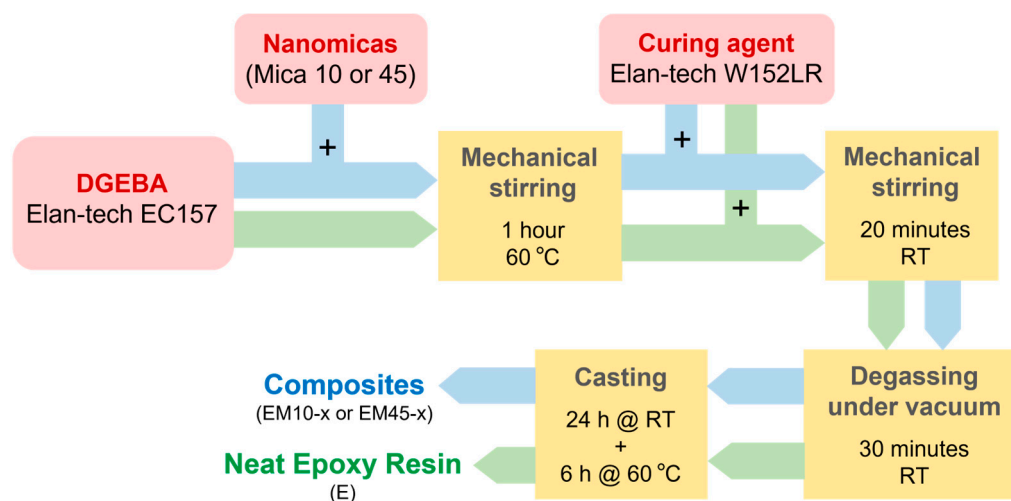 Nanomicas
(Mica 10 or 45)
Curing agent
Elan-tech W152LR
+
+
DGEBA
Elan-tech EC157
Mechanical
stirring
1 hour
60 °C
+
Mechanical
stirring
20 minutes
RT
Composites
(EM10-x or EM45-x)
Neat Epoxy Resin
(E)
Casting
24 h @ RT
+
6 h @ 60 °C
Degassing
under vacuum
30 minutes
RT